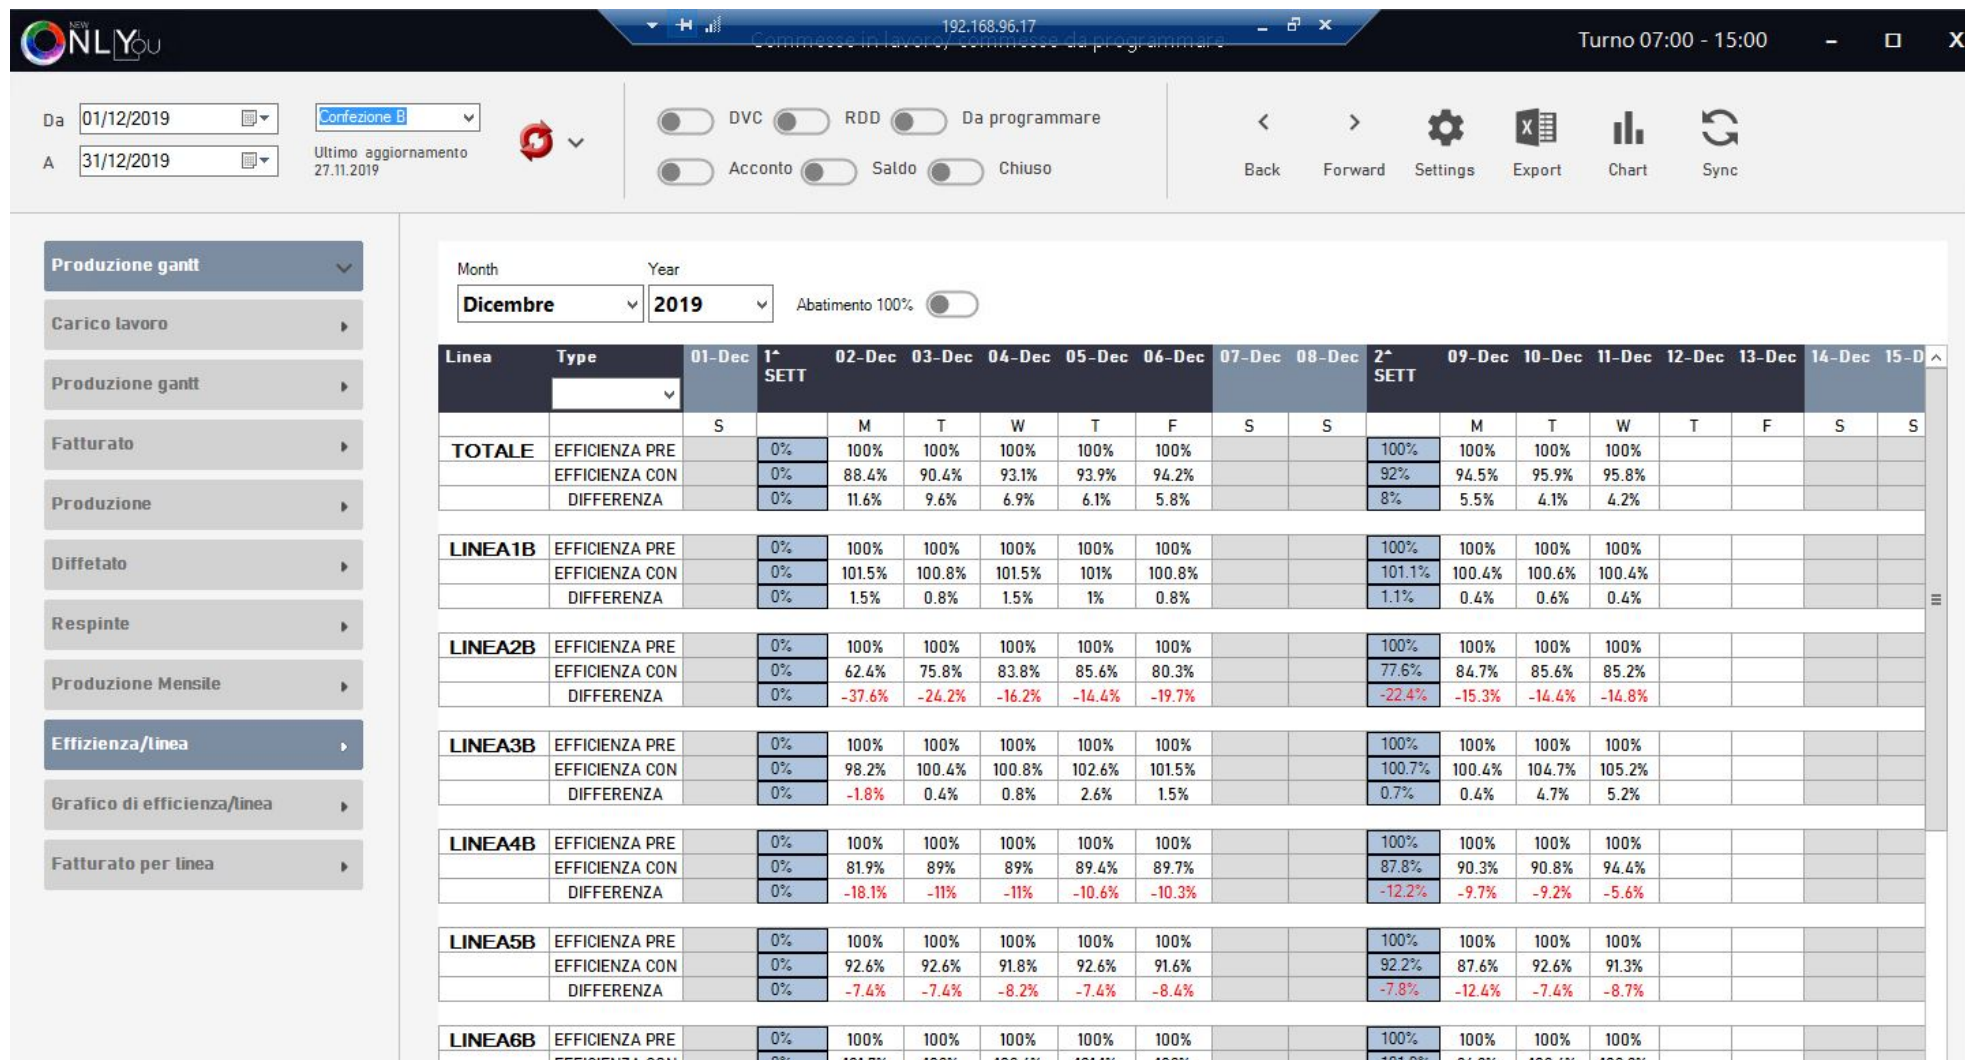 NEW
ONLYou
192.168.96.17
Commesse in lavoro/ commesse da programmare
Turno 07:00 - 15:00
Da 01/12/2019
A 31/12/2019
Confezione B
Ultimo aggiornamento
27.11.2019
DVC RDD Da programmare
Acconto Saldo Chiuso
Back Forward Settings Export Chart Sync
Produzione gantt
Carico lavoro
Produzione gantt
Fatturato
Produzione
Diffetato
Respinte
Produzione Mensile
Effizienza/linea
Grafico di efficienza/linea
Fatturato per linea
Month Year
Dicembre 2019 Abatimento 100%
Linea Type 01-Dec 1^ SETT 02-Dec 03-Dec 04-Dec 05-Dec 06-Dec 07-Dec 08-Dec 2^ SETT 09-Dec 10-Dec 11-Dec 12-Dec 13-Dec 14-Dec 15-D
S M T W T F S S M T W T F S S
TOTALE EFFICIENZA PRE 0% 100% 100% 100% 100% 100% 100% 100% 100% 100%
EFFICIENZA CON 0% 88.4% 90.4% 93.1% 93.9% 94.2% 92% 94.5% 95.9% 95.8%
DIFFERENZA 0% 11.6% 9.6% 6.9% 6.1% 5.8% 8% 5.5% 4.1% 4.2%
LINEA1B EFFICIENZA PRE 0% 100% 100% 100% 100% 100% 100% 100% 100% 100%
EFFICIENZA CON 0% 101.5% 100.8% 101.5% 101% 100.8% 101.1% 100.4% 100.6% 100.4%
DIFFERENZA 0% 1.5% 0.8% 1.5% 1% 0.8% 1.1% 0.4% 0.6% 0.4%
LINEA2B EFFICIENZA PRE 0% 100% 100% 100% 100% 100% 100% 100% 100% 100%
EFFICIENZA CON 0% 62.4% 75.8% 83.8% 85.6% 80.3% 77.6% 84.7% 85.6% 85.2%
DIFFERENZA 0% -37.6% -24.2% -16.2% -14.4% -19.7% -22.4% -15.3% -14.4% -14.8%
LINEA3B EFFICIENZA PRE 0% 100% 100% 100% 100% 100% 100% 100% 100% 100%
EFFICIENZA CON 0% 98.2% 100.4% 100.8% 102.6% 101.5% 100.7% 100.4% 104.7% 105.2%
DIFFERENZA 0% -1.8% 0.4% 0.8% 2.6% 1.5% 0.7% 0.4% 4.7% 5.2%
LINEA4B EFFICIENZA PRE 0% 100% 100% 100% 100% 100% 100% 100% 100% 100%
EFFICIENZA CON 0% 81.9% 89% 89% 89.4% 89.7% 87.8% 90.3% 90.8% 94.4%
DIFFERENZA 0% -18.1% -11% -11% -10.6% -10.3% -12.2% -9.7% -9.2% -5.6%
LINEA5B EFFICIENZA PRE 0% 100% 100% 100% 100% 100% 100% 100% 100% 100%
EFFICIENZA CON 0% 92.6% 92.6% 91.8% 92.6% 91.6% 92.2% 87.6% 92.6% 91.3%
DIFFERENZA 0% -7.4% -7.4% -8.2% -7.4% -8.4% -7.8% -12.4% -7.4% -8.7%
LINEA6B EFFICIENZA PRE 0% 100% 100% 100% 100% 100% 100% 100% 100% 100%